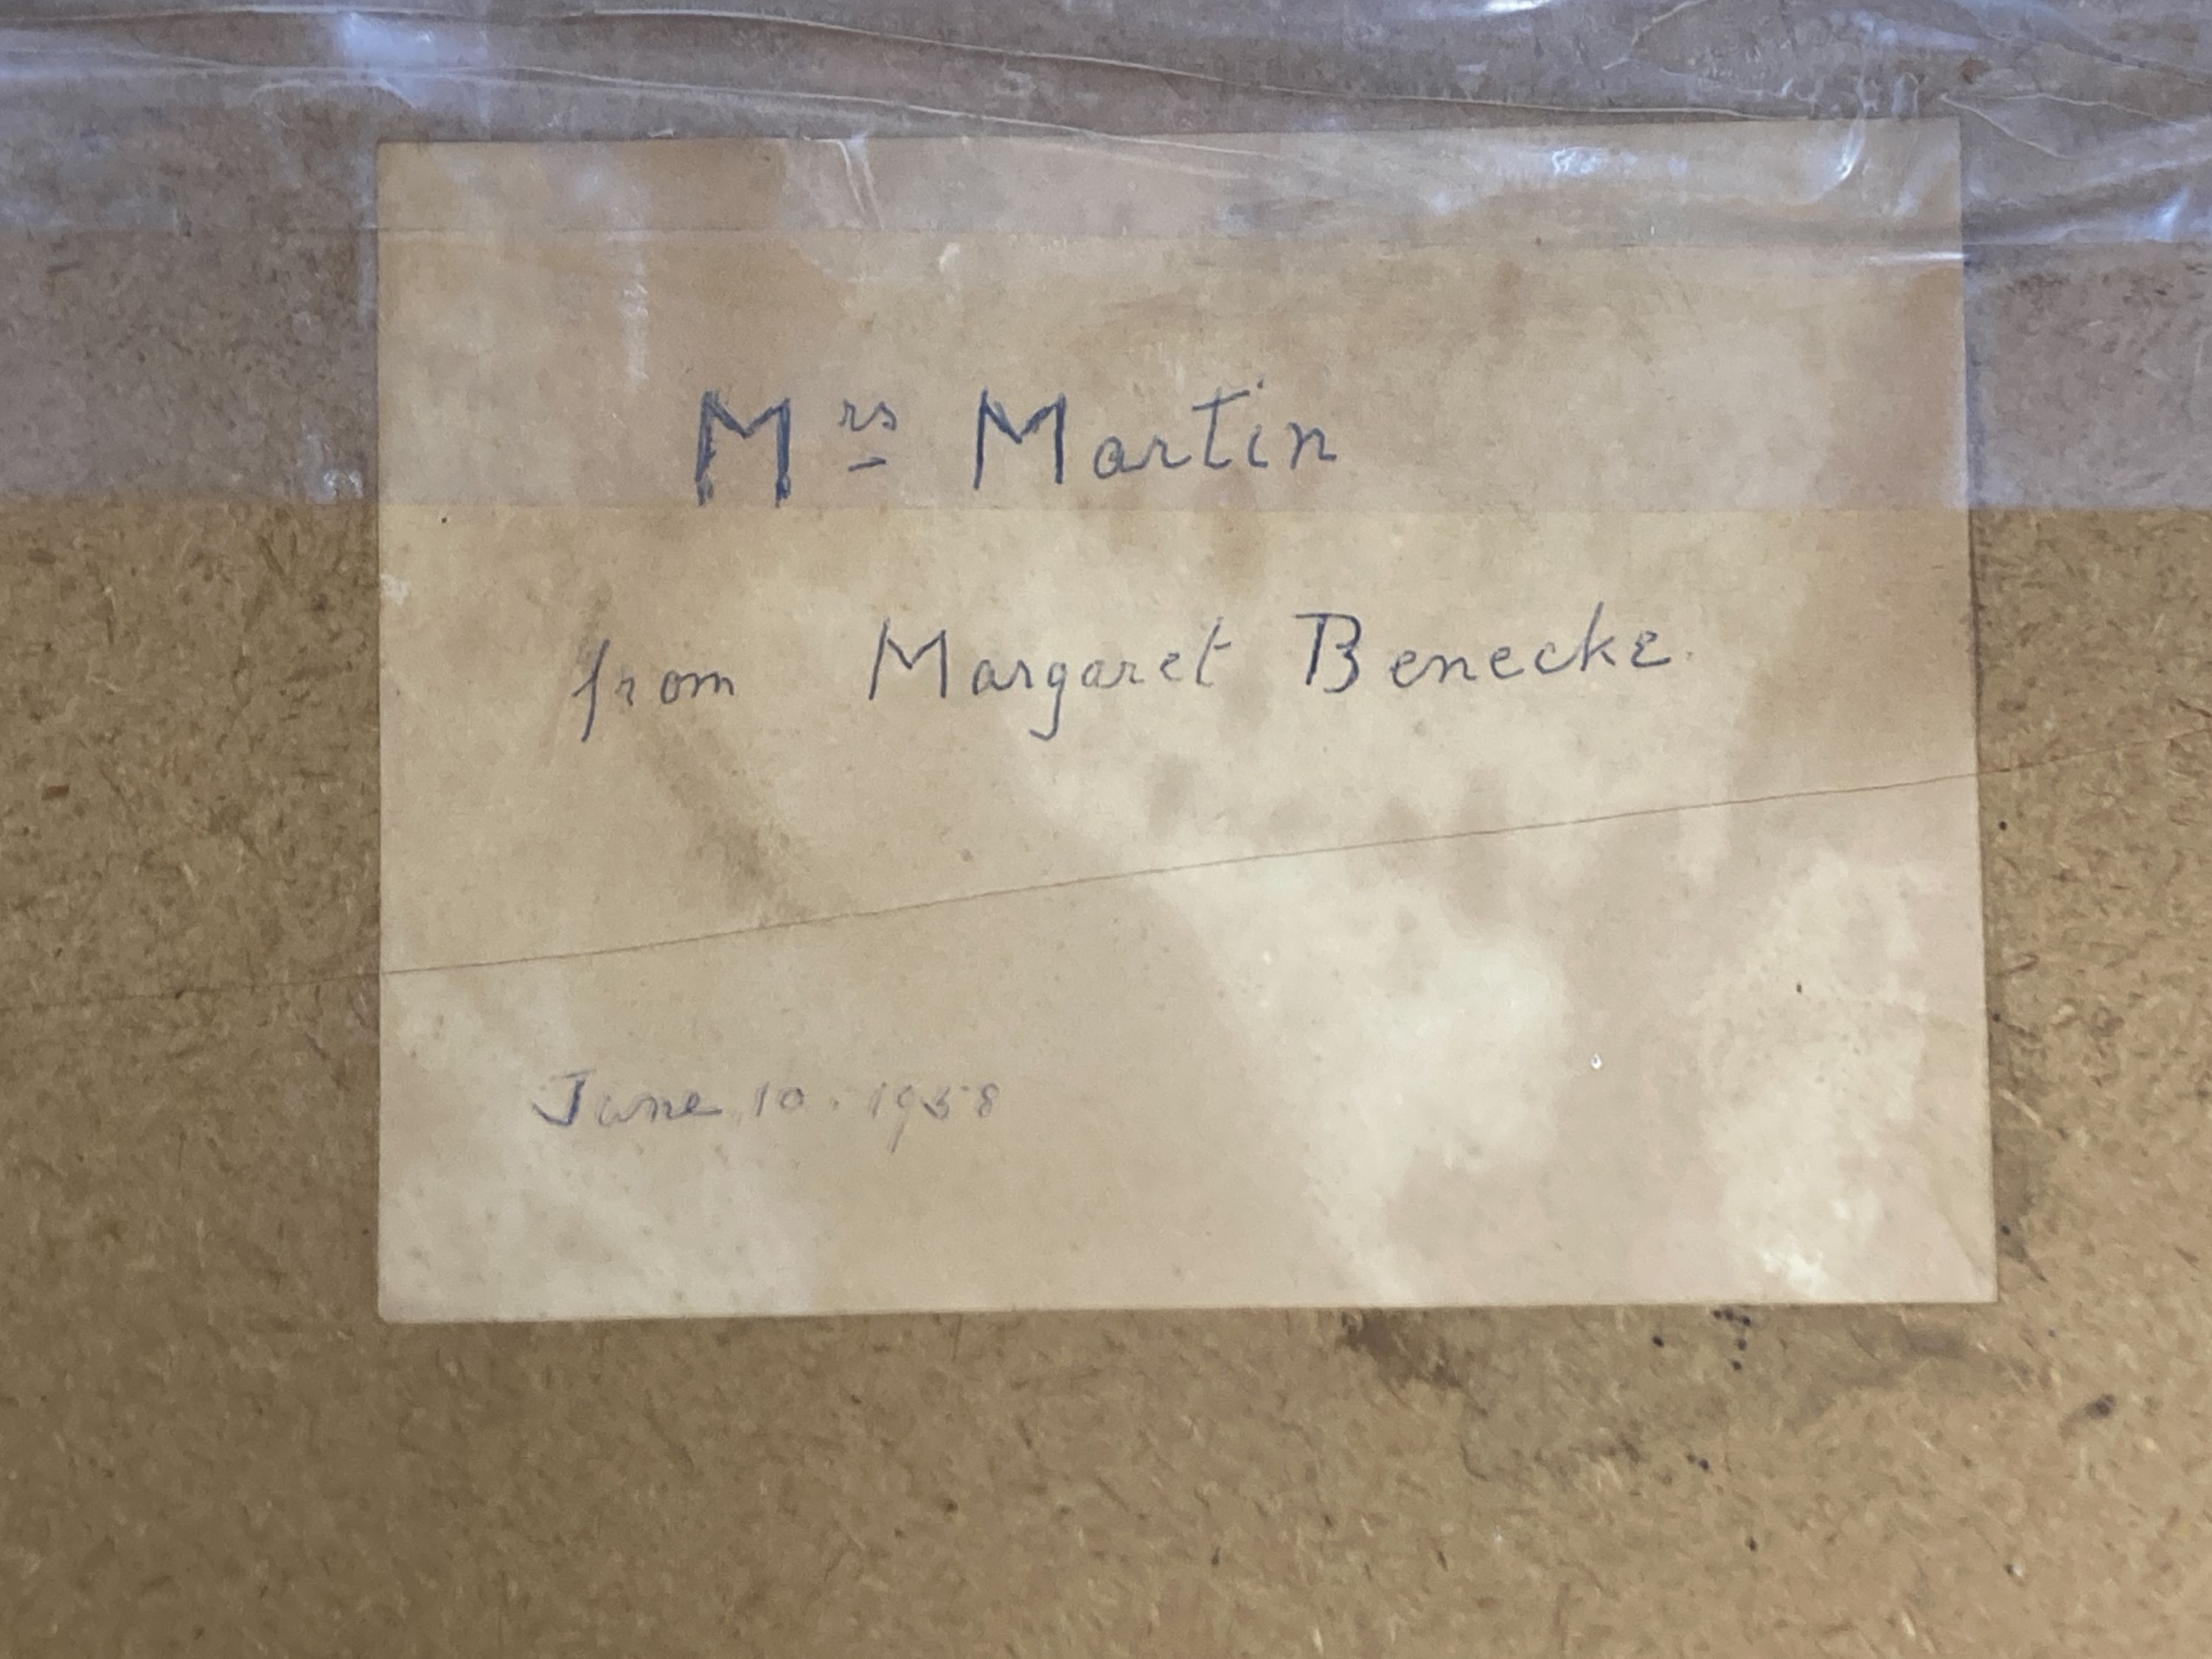 Mrs Martin
from Margaret Benecke.
June 10. 1958